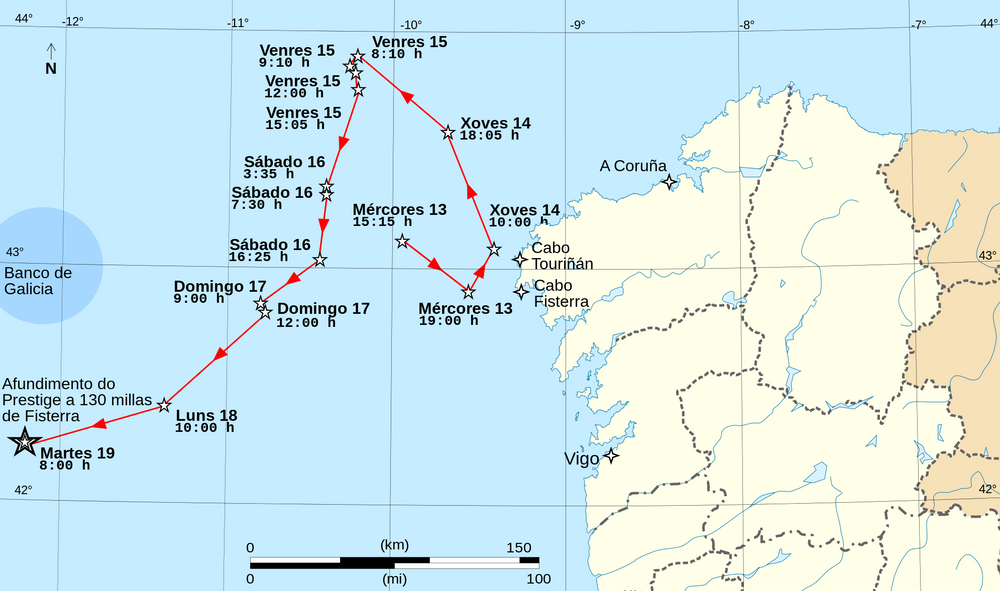 44°
-12°
-11°
-10°
-9°
-8°
-7°
44°
N
Venres 15
8:10 h
Venres 15
9:10 h
Venres 15
12:00 h
Venres 15
15:05 h
Xoves 14
18:05 h
A Coruña
Sábado 16
3:35 h
Sábado 16
7:30 h
Mércores 13
15:15 h
Xoves 14
10:00 h
Sábado 16
16:25 h
43°
43°
Cabo
Touriñán
Banco de
Galicia
Cabo
Fisterra
Domingo 17
9:00 h
Domingo 17
12:00 h
Mércores 13
19:00 h
Afundimento do
Prestige a 130 millas
de Fisterra
Luns 18
10:00 h
Martes 19
8:00 h
Vigo
42°
42°
0
(km)
150
0
(mi)
100